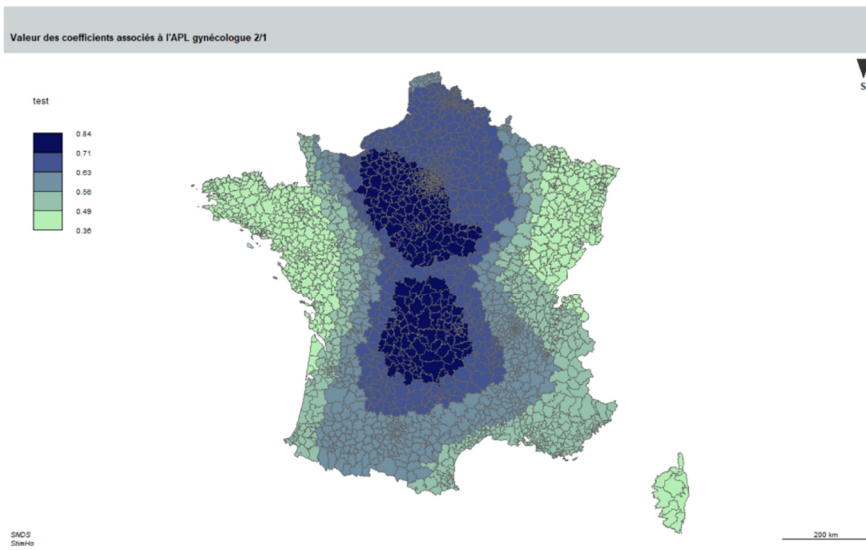 Valeur des coefficients associés à l'APL gynécologue 2/1
S
test
0.84
0.71
0.63
0.56
0.49
0.36
SNDS
StimHo
200 km